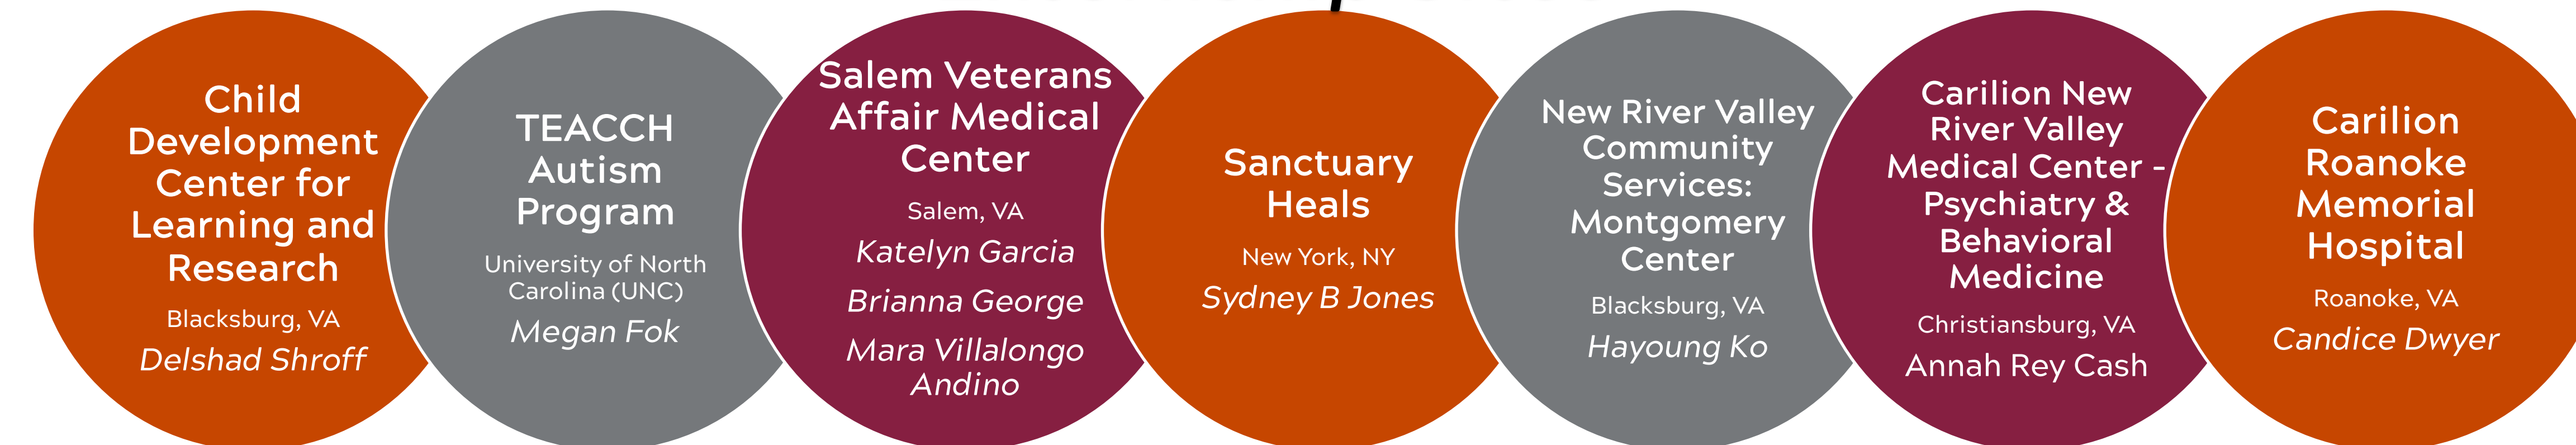 Child
Development
Center for
Learning and
Research
Blacksburg, VA
Delshad Shroff
TEACCH
Autism
Program
University of North
Carolina (UNC)
Megan Fok
Salem Veterans
Affair Medical
Center
Salem, VA
Katelyn Garcia
Brianna George
Mara Villalongo
Andino
Sanctuary
Heals
New York, NY
Sydney B Jones
New River Valley
Community
Services:
Montgomery
Center
Blacksburg, VA
Hayoung Ko
Carilion New
River Valley
Medical Center -
Psychiatry &
Behavioral
Medicine
Christiansburg, VA
Annah Rey Cash
Carilion
Roanoke
Memorial
Hospital
Roanoke, VA
Candice Dwyer